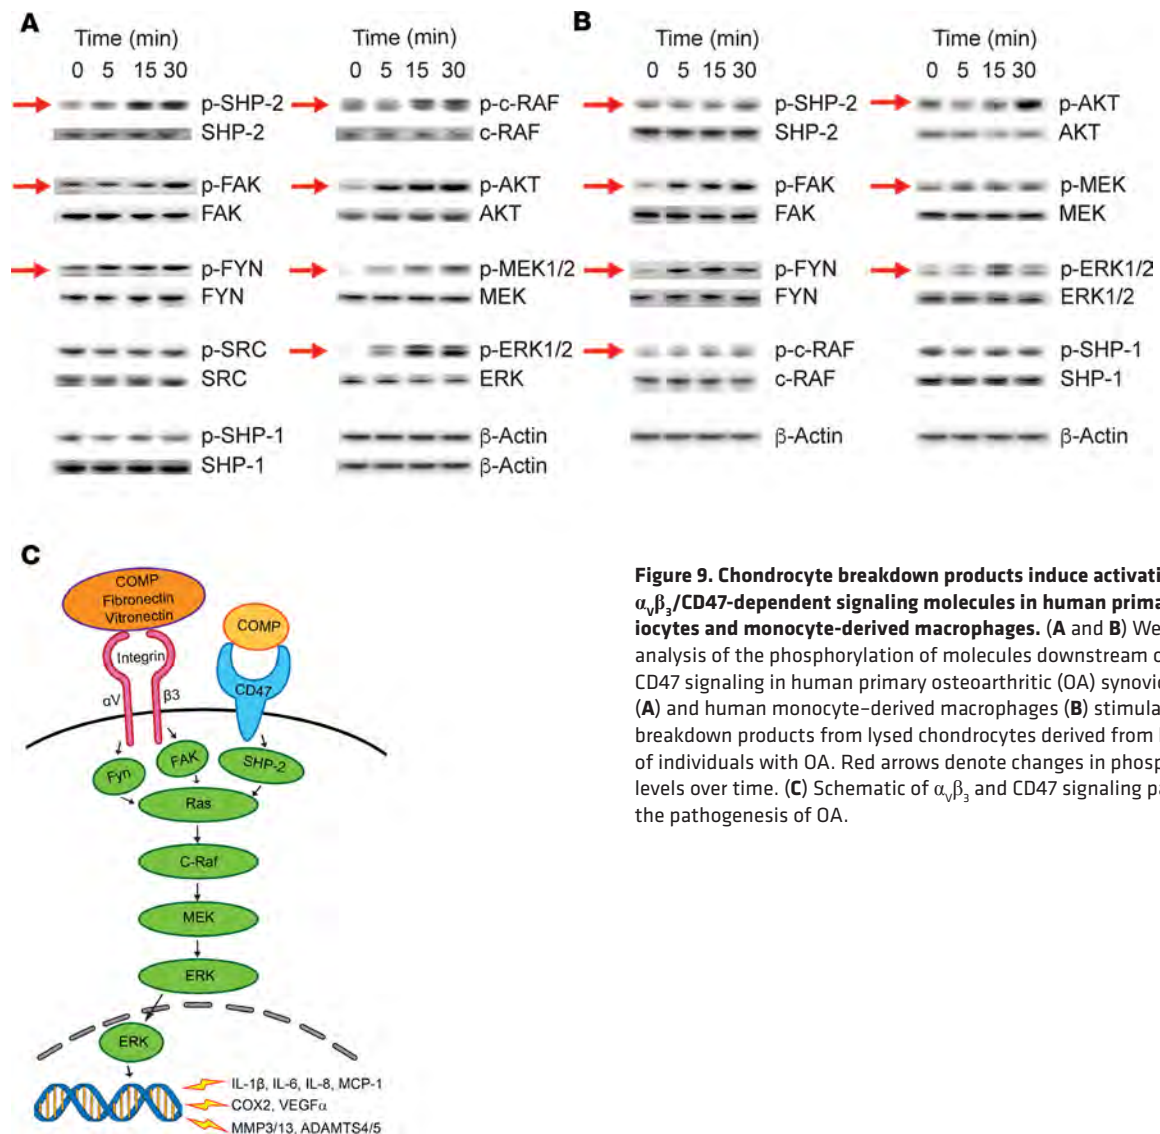 A
Time (min)
0 5 15 30
p-SHP-2
SHP-2
p-FAK
FAK
p-FYN
FYN
p-SRC
SRC
p-SHP-1
SHP-1
Time (min)
0 5 15 30
p-c-RAF
c-RAF
p-AKT
AKT
p-MEK1/2
MEK
p-ERK1/2
ERK
β-Actin
β-Actin
B
Time (min)
0 5 15 30
p-SHP-2
SHP-2
p-FAK
FAK
p-FYN
FYN
p-c-RAF
c-RAF
β-Actin
Time (min)
0 5 15 30
p-AKT
AKT
p-MEK
MEK
p-ERK1/2
ERK1/2
p-SHP-1
SHP-1
β-Actin
C
COMP
Fibronectin
Vitronectin
Integrin
αV
β3
COMP
CD47
Fyn
FAK
SHP-2
Ras
C-Raf
MEK
ERK
ERK
IL-1β, IL-6, IL-8, MCP-1
COX2, VEGFα
MMP3/13, ADAMTS4/5
Figure 9. Chondrocyte breakdown products induce activati
αvβ3/CD47-dependent signaling molecules in human prima
iocytes and monocyte-derived macrophages. (A and B) We
analysis of the phosphorylation of molecules downstream o
CD47 signaling in human primary osteoarthritic (OA) synovio
(A) and human monocyte–derived macrophages (B) stimula
breakdown products from lysed chondrocytes derived from
of individuals with OA. Red arrows denote changes in phosp
levels over time. (C) Schematic of αvβ3 and CD47 signaling pa
the pathogenesis of OA.